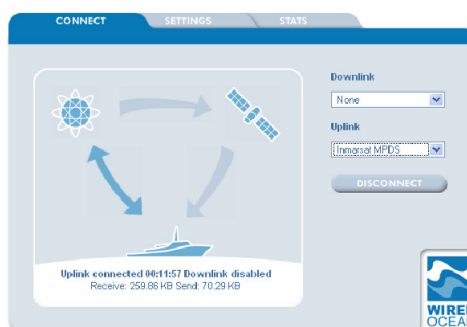 CONNECT
SETTINGS
STATS
Downlink
None
Uplink
Inmarsat MPDS
DISCONNECT
Uplink connected 00:11:57 Downlink disabled
Receive: 259.86 KB Send: 70.29 KB
WIRE
OCEA